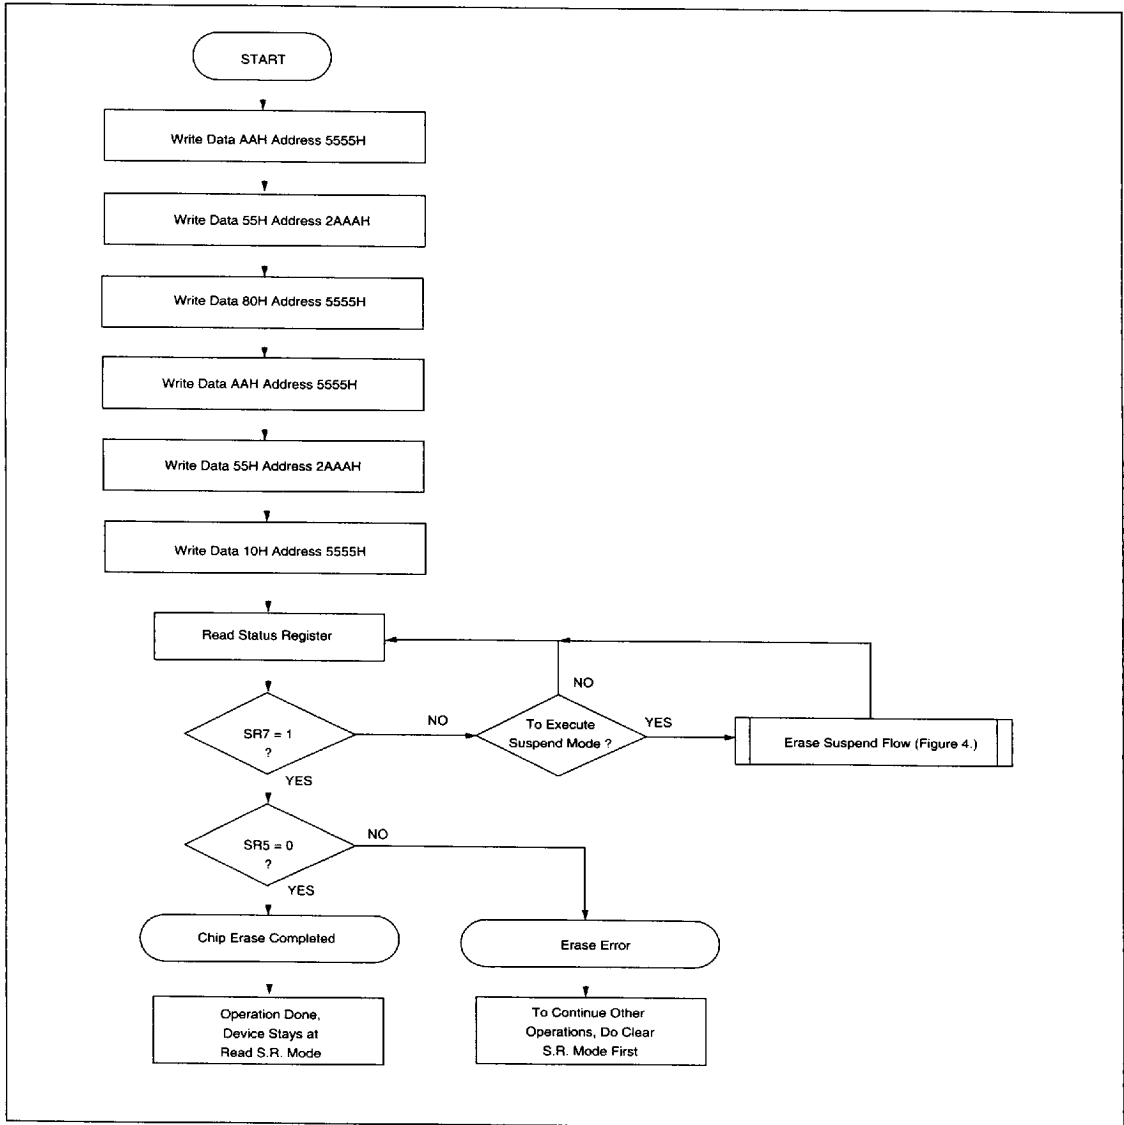 START
Write Data AAH Address 5555H
Write Data 55H Address 2AAAH
Write Data 80H Address 5555H
Write Data AAH Address 5555H
Write Data 55H Address 2AAAH
Write Data 10H Address 5555H
Read Status Register
NO
SR7 = 1
?
NO
To Execute
Suspend Mode ?
YES
Erase Suspend Flow (Figure 4.)
YES
SR5 = 0
?
NO
YES
Chip Erase Completed
Erase Error
Operation Done,
Device Stays at
Read S.R. Mode
To Continue Other
Operations, Do Clear
S.R. Mode First